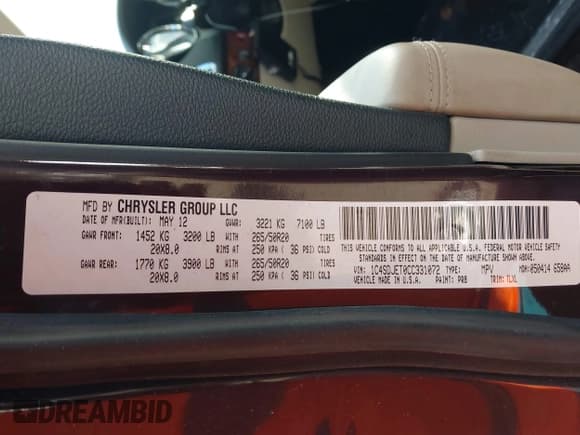 MFD BY CHRYSLER GROUP LLC
DATE OF MFR(BUILT): MAY 12 GVWR: 3221 KG 7100 LB
GAWR FRONT: 1452 KG 3200 LB WITH 265/50R20 TIRES
20X8.0 RIMS AT 250 KPA ( 36 PSI) COLD
GAWR REAR: 1770 KG 3900 LB WITH 265/50R20 TIRES
20X8.0 RIMS AT 250 KPA ( 36 PSI) COLD
THIS VEHICLE CONFORMS TO ALL APPLICABLE U.S.A. FEDERAL MOTOR VEHICLE SAFETY
STANDARDS IN EFFECT ON THE DATE OF MANUFACTURE SHOWN ABOVE.
VIN: 1C4SDJET0CC331072 TYPE: MPV MDH: 050414 658AA
VEHICLE MADE IN U.S.A. PAINT: PRB TRIM: TLXL
DREAMBID